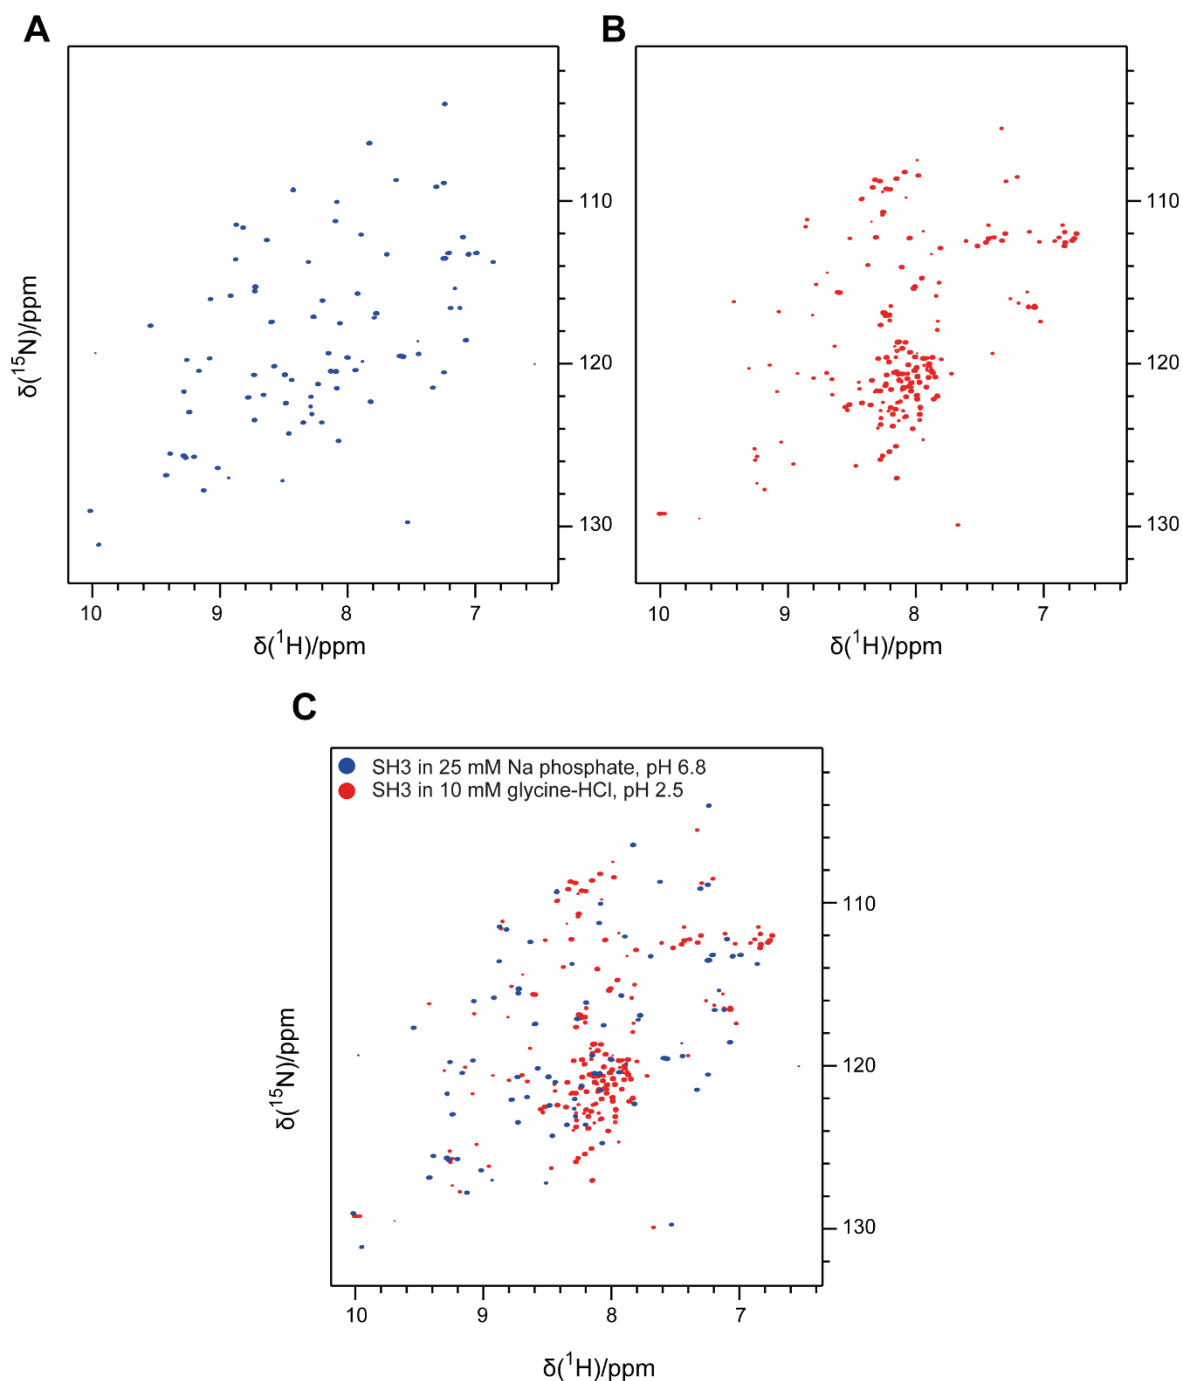 A
B
110
110
120
120
130
130
δ(¹⁵N)/ppm
10 9 8 7
10 9 8 7
δ(¹H)/ppm
δ(¹H)/ppm
C
SH3 in 25 mM Na phosphate, pH 6.8
SH3 in 10 mM glycine-HCl, pH 2.5
110
δ(¹⁵N)/ppm
120
130
10 9 8 7
δ(¹H)/ppm